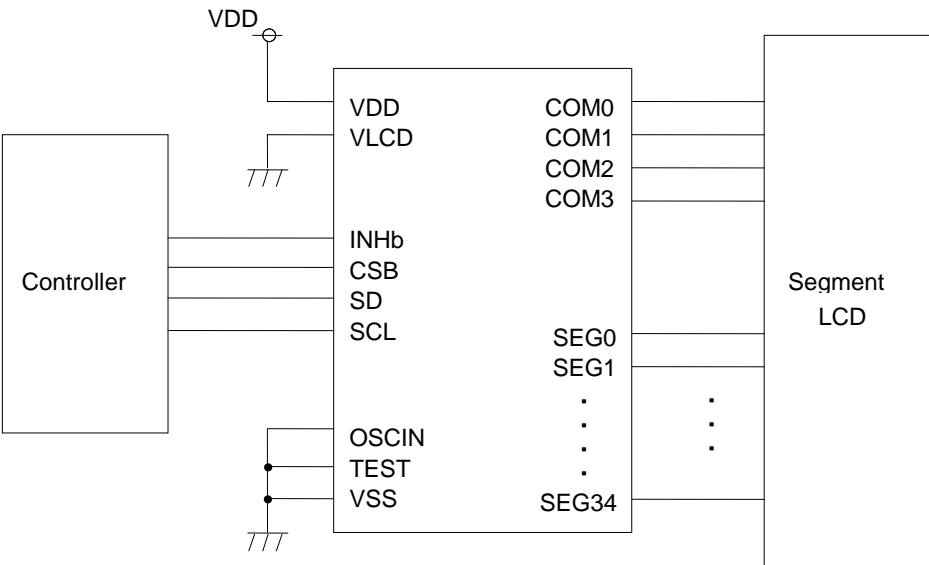 VDD
VDD
VLCD
INHb
CSB
SD
SCL
OSCIN
TEST
VSS
COM0
COM1
COM2
COM3
SEG0
SEG1
SEG34
Controller
Segment
LCD